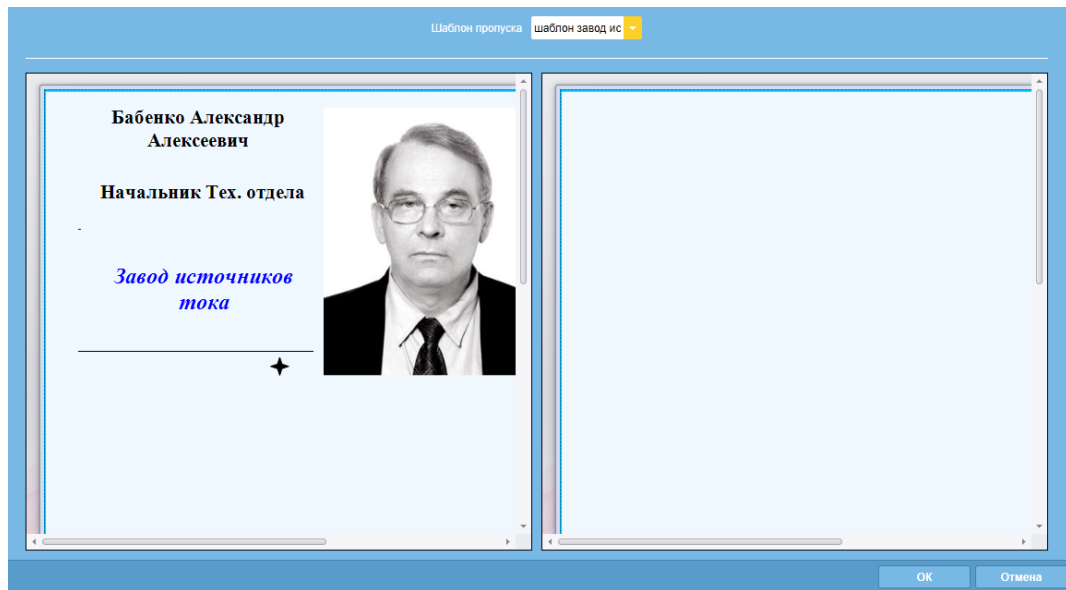 Шаблон пропуска шаблон завод ис
Бабенко Александр
Алексеевич
Начальник Тех. отдела
-
Завод источников
тока
ОК Отмена